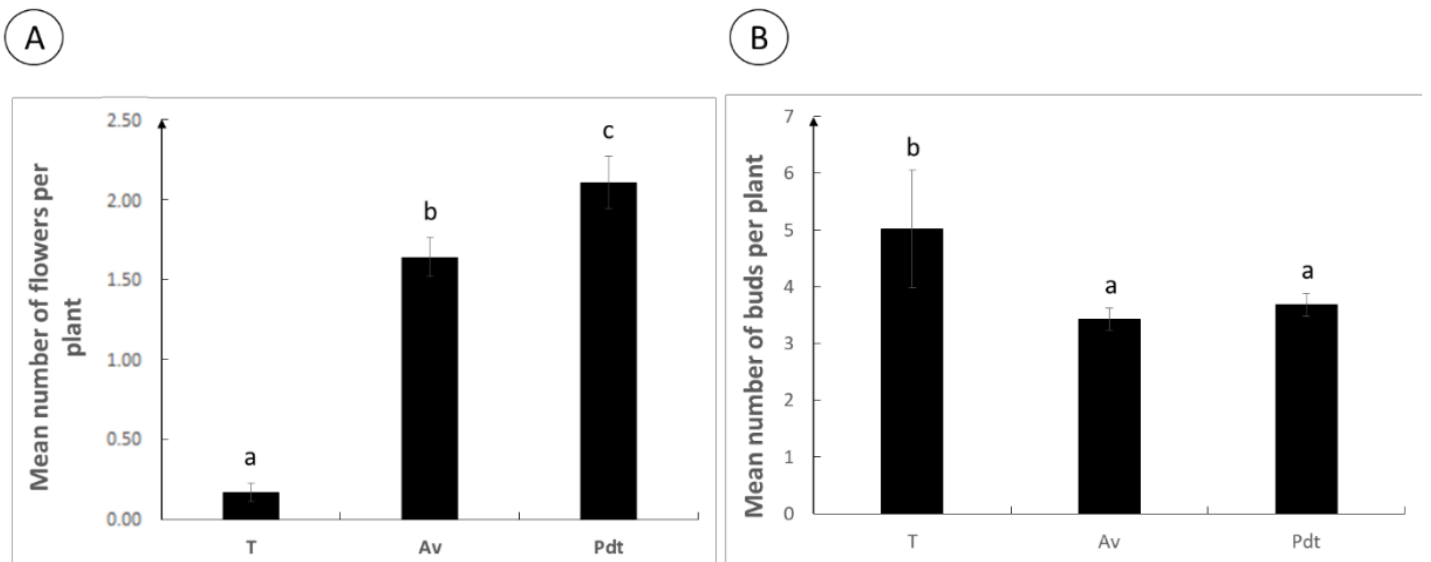 A
Mean number of flowers per
plant
2.50
2.00
1.50
1.00
0.50
0.00
a
b
c
T
Av
Pdt
B
Mean number of buds per plant
7
6
5
4
3
2
1
0
b
a
a
T
Av
Pdt